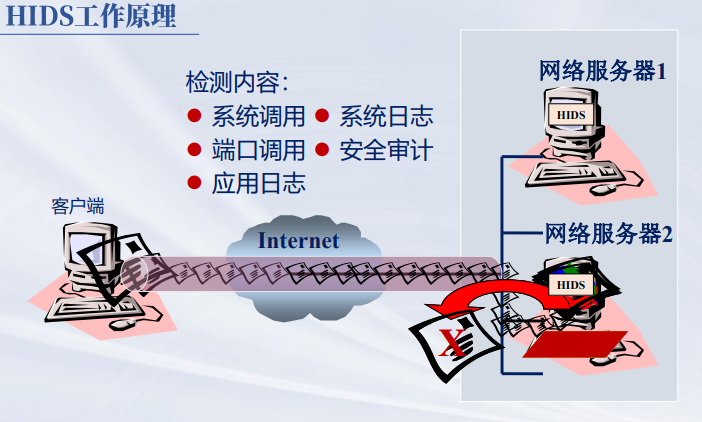 HIDS工作原理
检测内容：
● 系统调用 ● 系统日志
● 端口调用 ● 安全审计
● 应用日志
网络服务器1
HIDS
客户端
Internet
网络服务器2
HIDS
X